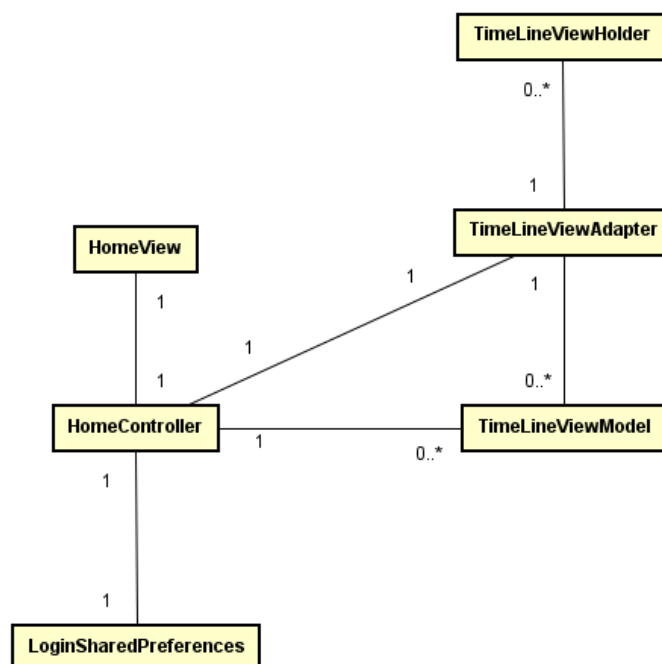 TimeLineViewHolder
0..*
1
TimeLineViewAdapter
HomeView
1
1
1
1
1
0..*
HomeController
TimeLineViewModel
1
0..*
1
1
LoginSharedPreferences